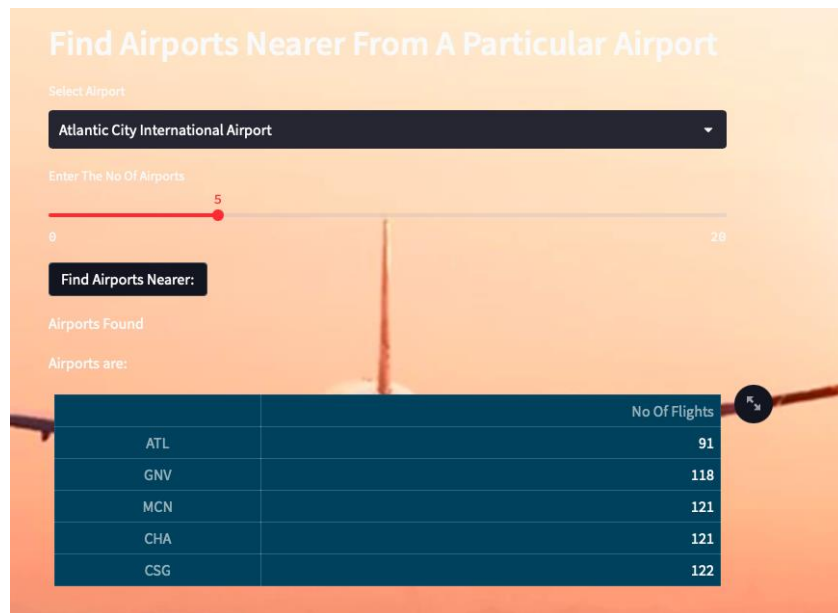 Find Airports Nearer From A Particular Airport
Select Airport
Atlantic City International Airport
Enter The No Of Airports
5
0 20
Find Airports Nearer:
Airports Found
Airports are:
No Of Flights
ATL 91
GNV 118
MCN 121
CHA 121
CSG 122